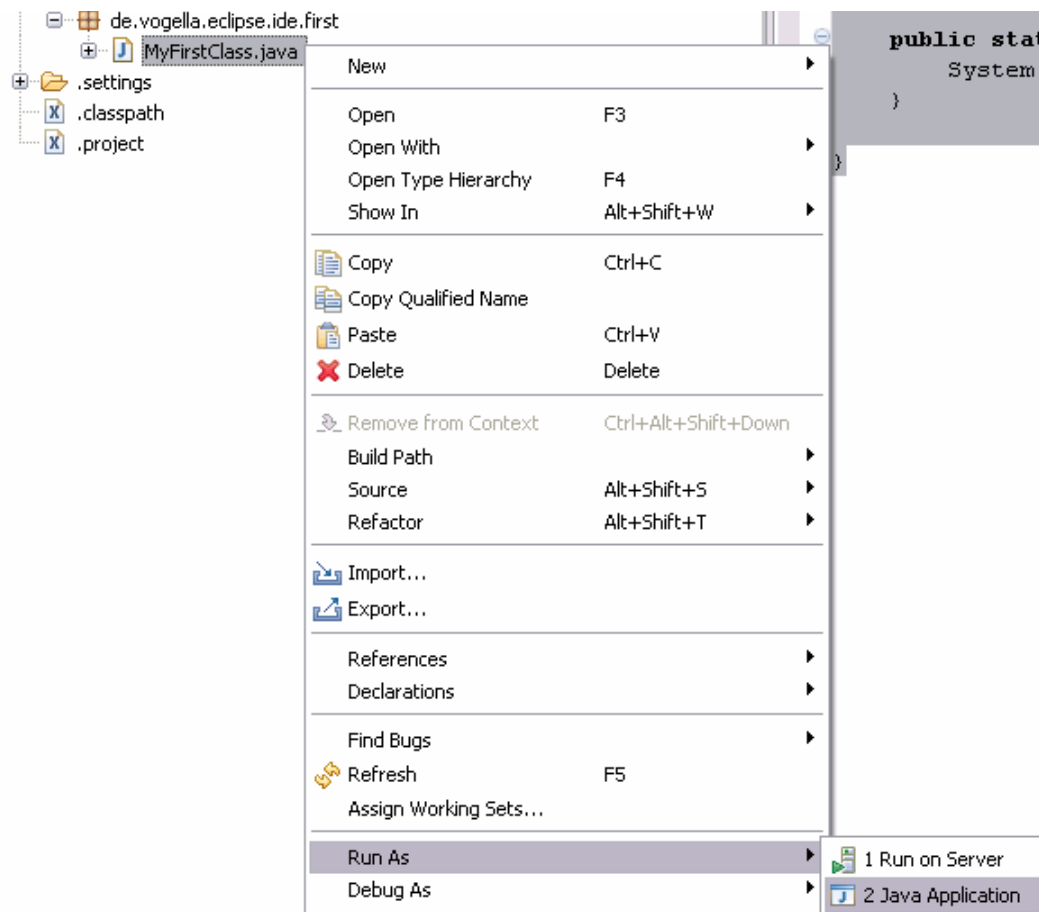 de.vogella.eclipse.ide.first
MyFirstClass.java
.settings
.classpath
.project
public stat
System
}
}
New
Open F3
Open With
Open Type Hierarchy F4
Show In Alt+Shift+W
Copy Ctrl+C
Copy Qualified Name
Paste Ctrl+V
Delete Delete
Remove from Context Ctrl+Alt+Shift+Down
Build Path
Source Alt+Shift+S
Refactor Alt+Shift+T
Import...
Export...
References
Declarations
Find Bugs
Refresh F5
Assign Working Sets...
Run As
Debug As
1 Run on Server
2 Java Application